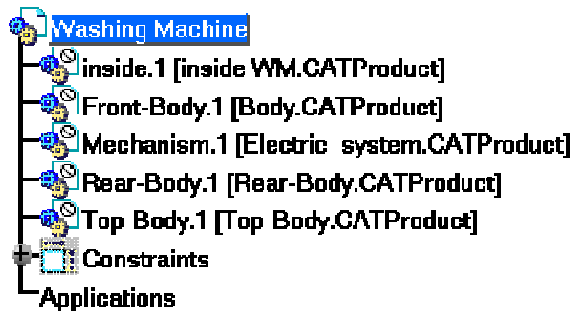 Washing Machine
inside.1 [inside WM.CATProduct]
Front-Body.1 [Body.CATProduct]
Mechanism.1 [Electric system.CATProduct]
Rear-Body.1 [Rear-Body.CATProduct]
Top Body.1 [Top Body.CATProduct]
Constraints
Applications